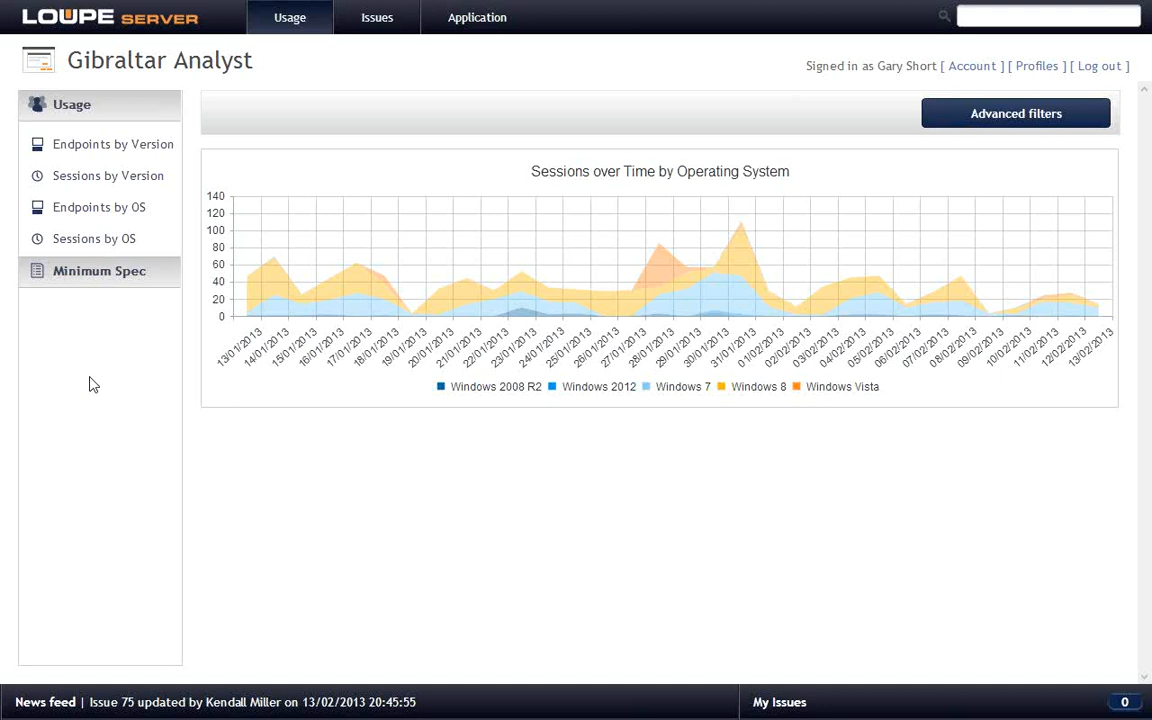 LOUPE SERVER
Usage
Issues
Application
Gibraltar Analyst
Signed in as Gary Short [ Account ] [ Profiles ] [ Log out ]
Usage
Endpoints by Version
Sessions by Version
Endpoints by OS
Sessions by OS
Minimum Spec
Advanced filters
Sessions over Time by Operating System
140
120
100
80
60
40
20
0
13/01/2013
14/01/2013
15/01/2013
16/01/2013
17/01/2013
18/01/2013
19/01/2013
20/01/2013
21/01/2013
22/01/2013
23/01/2013
24/01/2013
25/01/2013
26/01/2013
27/01/2013
28/01/2013
29/01/2013
30/01/2013
31/01/2013
01/02/2013
02/02/2013
03/02/2013
04/02/2013
05/02/2013
06/02/2013
07/02/2013
08/02/2013
09/02/2013
10/02/2013
11/02/2013
12/02/2013
13/02/2013
Windows 2008 R2 Windows 2012 Windows 7 Windows 8 Windows Vista
News feed | Issue 75 updated by Kendall Miller on 13/02/2013 20:45:55
My Issues
0